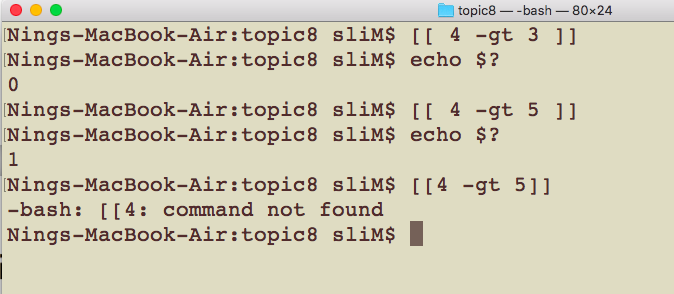 topic8 — -bash — 80×24
Nings-MacBook-Air:topic8 sliM$ [[ 4 -gt 3 ]]
Nings-MacBook-Air:topic8 sliM$ echo $?
0
Nings-MacBook-Air:topic8 sliM$ [[ 4 -gt 5 ]]
Nings-MacBook-Air:topic8 sliM$ echo $?
1
Nings-MacBook-Air:topic8 sliM$ [[4 -gt 5]]
-bash: [[4: command not found
Nings-MacBook-Air:topic8 sliM$